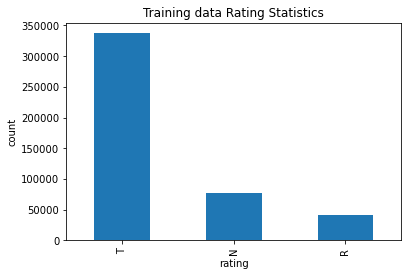 Training data Rating Statistics
350000
300000
250000
200000
150000
100000
50000
0
count
T
N
R
rating